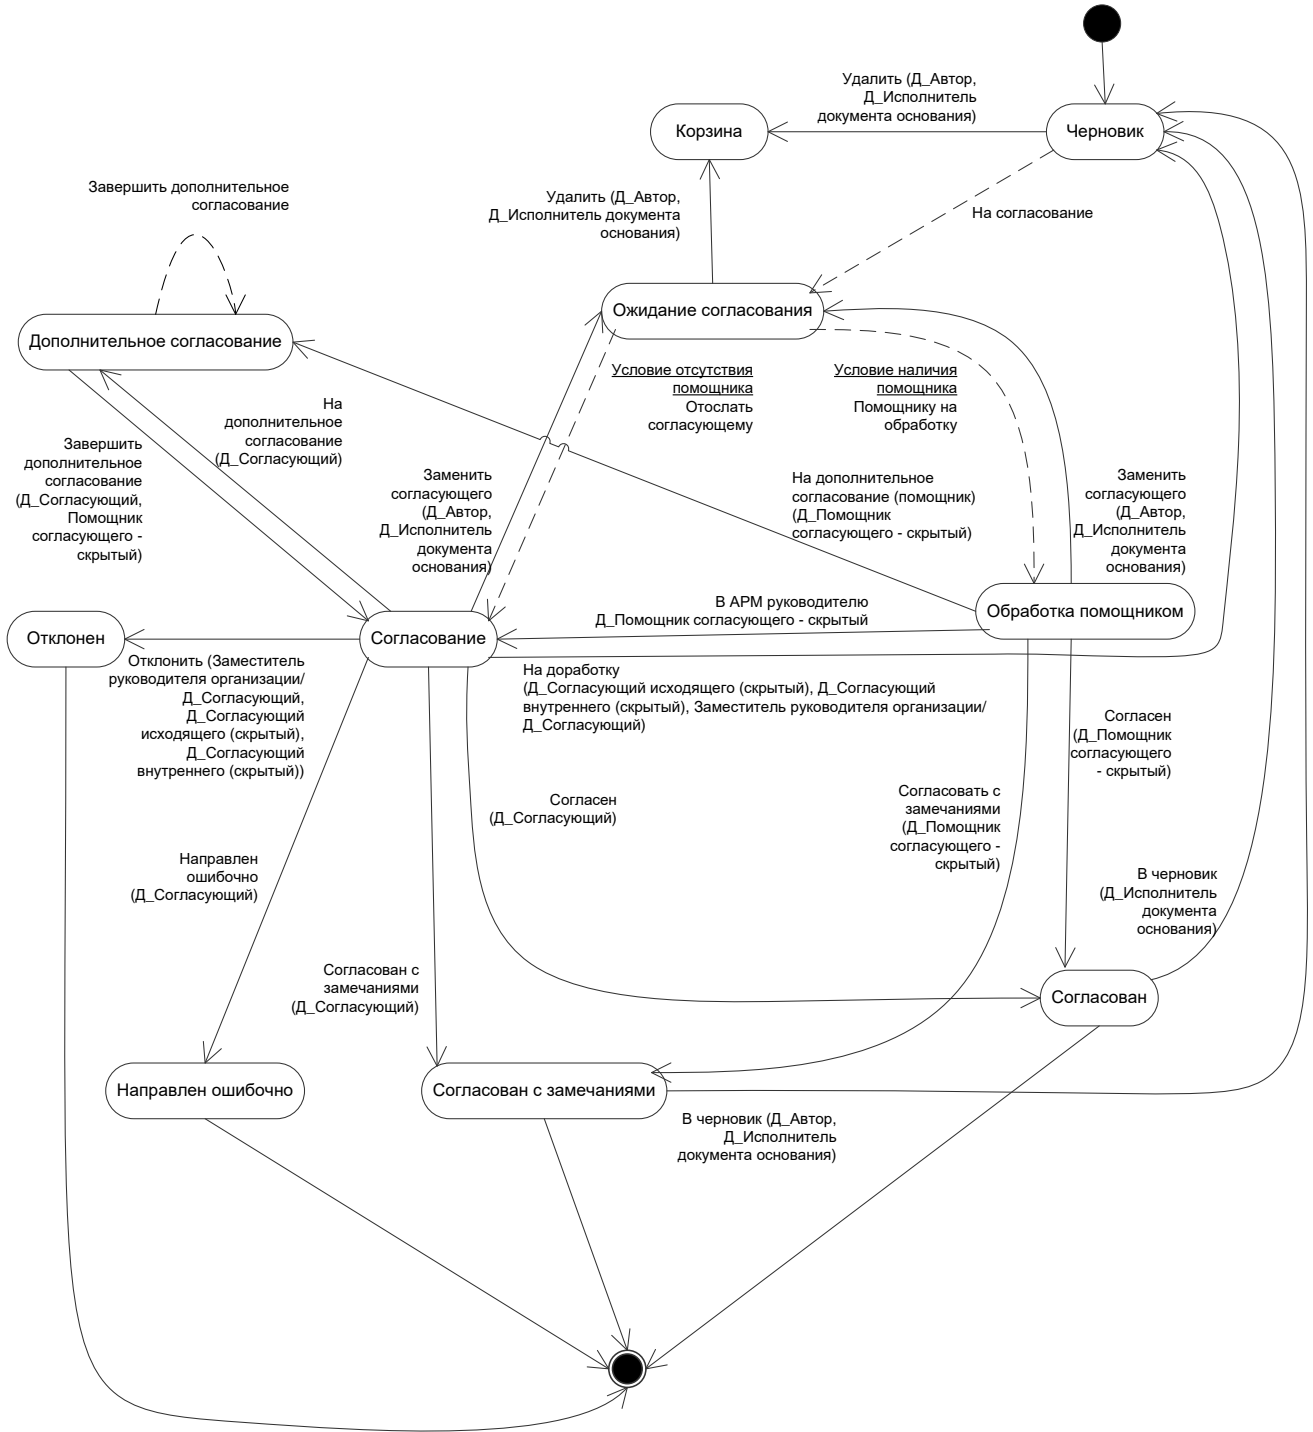 Удалить (Д_Автор,
Д_Исполнитель
документа основания)
Корзина
Черновик
Завершить дополнительное
согласование
Удалить (Д_Автор,
Д_Исполнитель документа
основания)
На согласование
Ожидание согласования
Дополнительное согласование
Условие отсутствия
помощника
Отослать
согласующему
Условие наличия
помощника
Помощнику на
обработку
На
дополнительное
согласование
(Д_Согласующий)
Завершить
дополнительное
согласование
(Д_Согласующий,
Помощник
согласующего -
скрытый)
Заменить
согласующего
(Д_Автор,
Д_Исполнитель
документа
основания)
На дополнительное
согласование (помощник)
(Д_Помощник
согласующего - скрытый)
Заменить
согласующего
(Д_Автор,
Д_Исполнитель
документа
основания)
В АРМ руководителю
Д_Помощник согласующего - скрытый
Обработка помощником
Отклонен
Согласование
Отклонить (Заместитель
руководителя организации/
Д_Согласующий,
Д_Согласующий
исходящего (скрытый),
Д_Согласующий
внутреннего (скрытый))
На доработку
(Д_Согласующий исходящего (скрытый), Д_Согласующий
внутреннего (скрытый), Заместитель руководителя организации/
Д_Согласующий)
Согласен
(Д_Помощник
согласующего
- скрытый)
Согласен
(Д_Согласующий)
Согласовать с
замечаниями
(Д_Помощник
согласующего -
скрытый)
Направлен
ошибочно
(Д_Согласующий)
В черновик
(Д_Исполнитель
документа
основания)
Согласован с
замечаниями
(Д_Согласующий)
Согласован
Направлен ошибочно
Согласован с замечаниями
В черновик (Д_Автор,
Д_Исполнитель
документа основания)